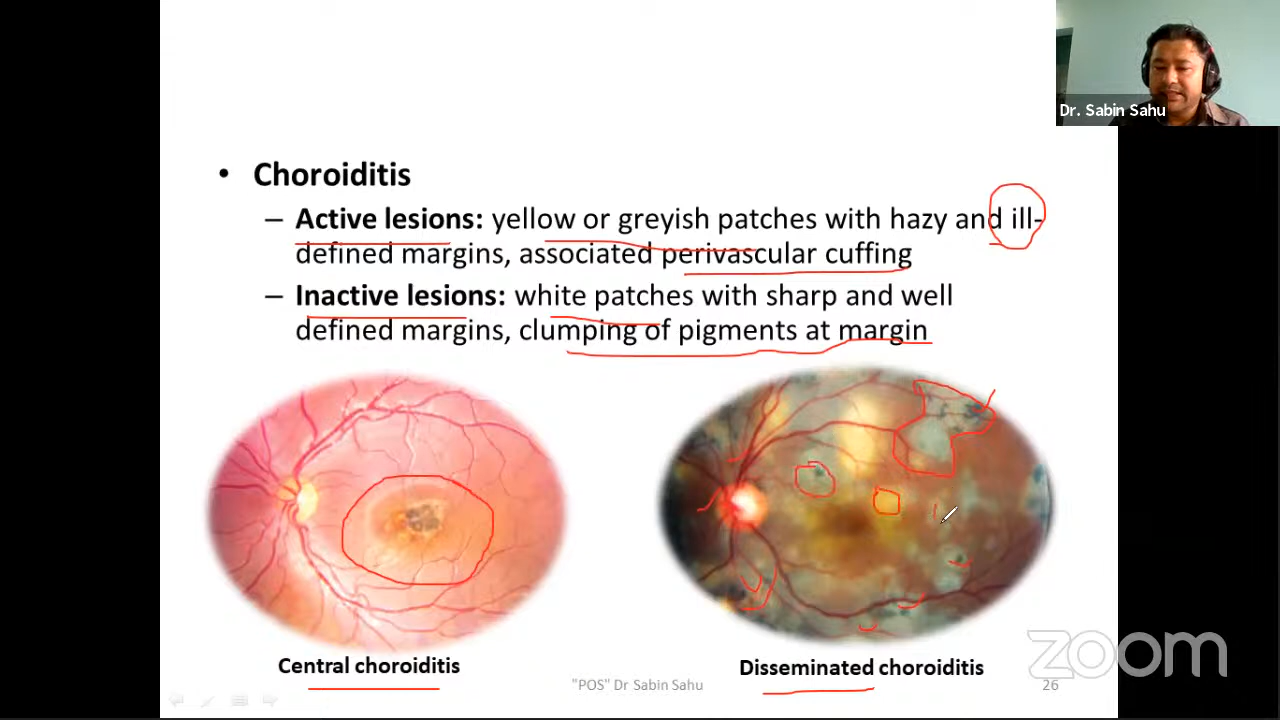 Dr. Sabin Sahu
• Choroiditis
– Active lesions: yellow or greyish patches with hazy and ill-
defined margins, associated perivascular cuffing
– Inactive lesions: white patches with sharp and well
defined margins, clumping of pigments at margin
Central choroiditis
Disseminated choroiditis
"POS" Dr Sabin Sahu
26
zoom